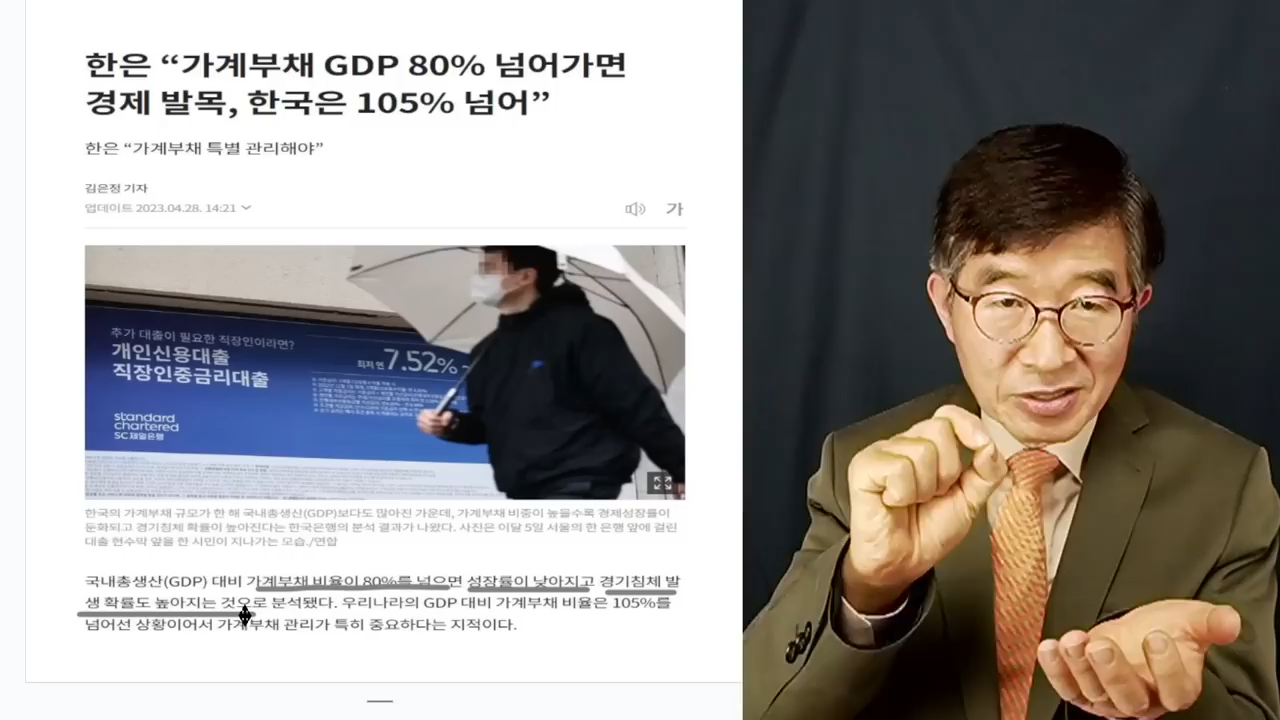 한은 “가계부채 GDP 80% 넘어가면
경제 발목, 한국은 105% 넘어”
한은 “가계부채 특별 관리해야”
김은정 기자
업데이트 2023.04.28. 14:21
가
추가 대출이 필요한 직장인이라면?
개인신용대출
직장인중금리대출
최저 연 7.52% ~
standard
chartered
SC제일은행
한국의 가계부채 규모가 한 해 국내총생산(GDP)보다도 많아진 가운데, 가계부채 비중이 높을수록 경제성장률이
둔화되고 경기침체 확률이 높아진다는 한국은행의 분석 결과가 나왔다. 사진은 이달 5일 서울의 한 은행 앞에 걸린
대출 현수막 앞을 한 시민이 지나가는 모습./연합
국내총생산(GDP) 대비 가계부채 비율이 80%를 넘으면 성장률이 낮아지고 경기침체 발
생 확률도 높아지는 것으로 분석됐다. 우리나라의 GDP 대비 가계부채 비율은 105%를
넘어선 상황이어서 가계부채 관리가 특히 중요하다는 지적이다.